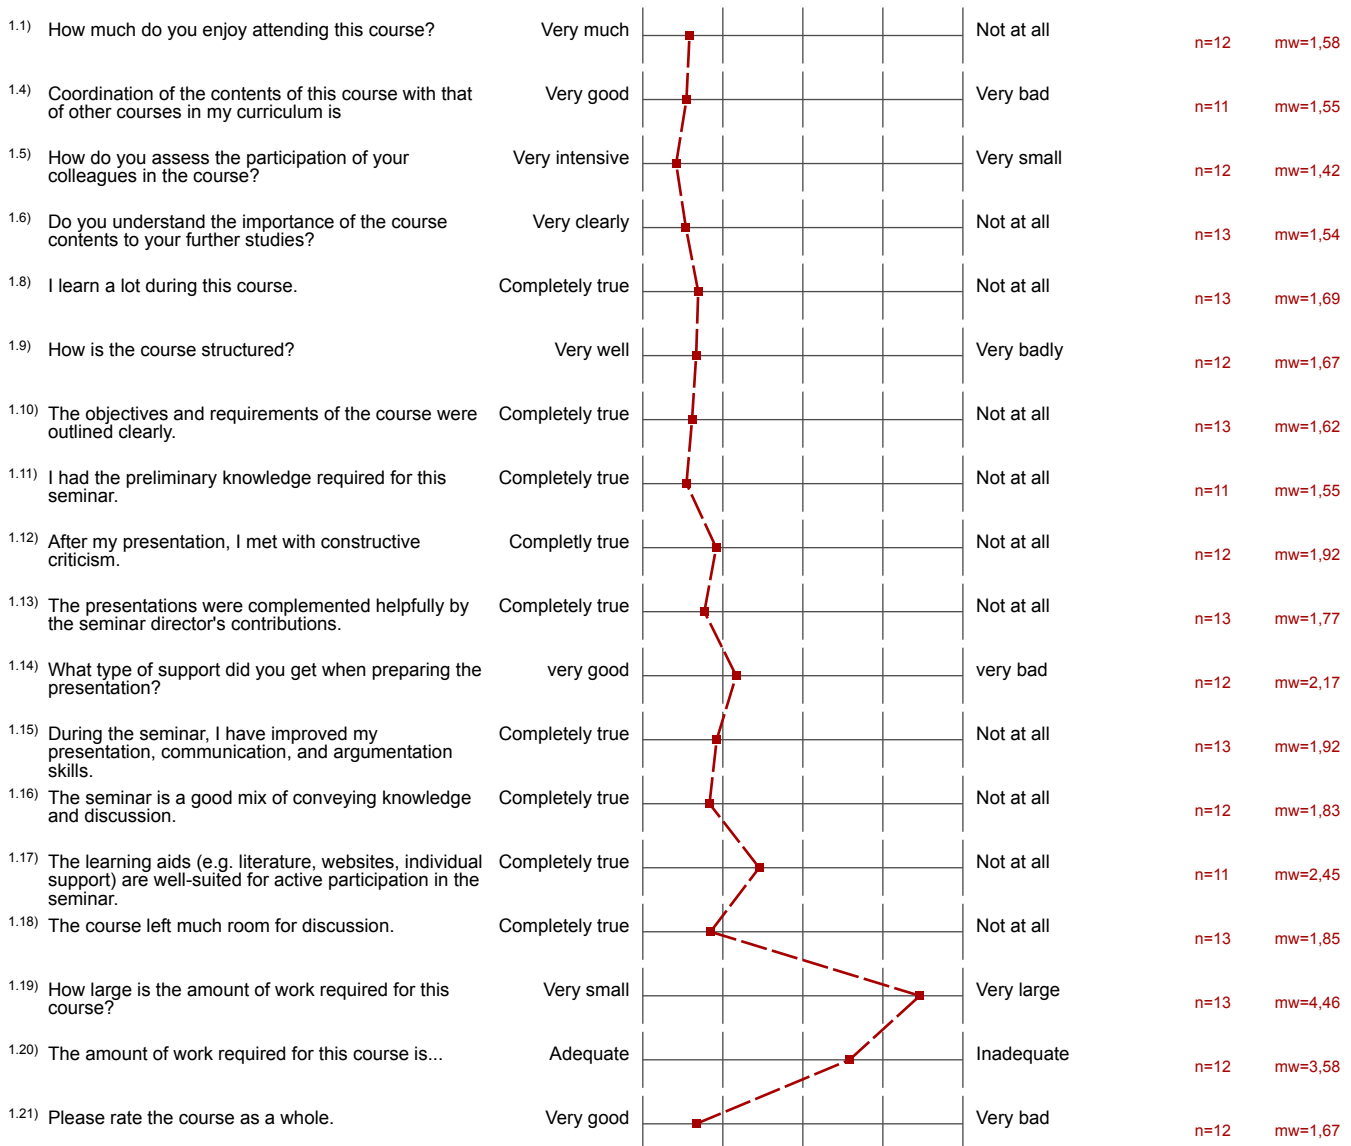 1.1) How much do you enjoy attending this course? Very much Not at all n=12 mw=1,58
1.4) Coordination of the contents of this course with that Very good Very bad n=11 mw=1,55
of other courses in my curriculum is
1.5) How do you assess the participation of your Very intensive Very small n=12 mw=1,42
colleagues in the course?
1.6) Do you understand the importance of the course Very clearly Not at all n=13 mw=1,54
contents to your further studies?
1.8) I learn a lot during this course. Completely true Not at all n=13 mw=1,69
1.9) How is the course structured? Very well Very badly n=12 mw=1,67
1.10) The objectives and requirements of the course were Completely true Not at all n=13 mw=1,62
outlined clearly.
1.11) I had the preliminary knowledge required for this Completely true Not at all n=11 mw=1,55
seminar.
1.12) After my presentation, I met with constructive Completly true Not at all n=12 mw=1,92
criticism.
1.13) The presentations were complemented helpfully by Completely true Not at all n=13 mw=1,77
the seminar director's contributions.
1.14) What type of support did you get when preparing the very good very bad n=12 mw=2,17
presentation?
1.15) During the seminar, I have improved my Completely true Not at all n=13 mw=1,92
presentation, communication, and argumentation
skills.
1.16) The seminar is a good mix of conveying knowledge Completely true Not at all n=12 mw=1,83
and discussion.
1.17) The learning aids (e.g. literature, websites, individual Completely true Not at all n=11 mw=2,45
support) are well-suited for active participation in the
seminar.
1.18) The course left much room for discussion. Completely true Not at all n=13 mw=1,85
1.19) How large is the amount of work required for this Very small Very large n=13 mw=4,46
course?
1.20) The amount of work required for this course is... Adequate Inadequate n=12 mw=3,58
1.21) Please rate the course as a whole. Very good Very bad n=12 mw=1,67